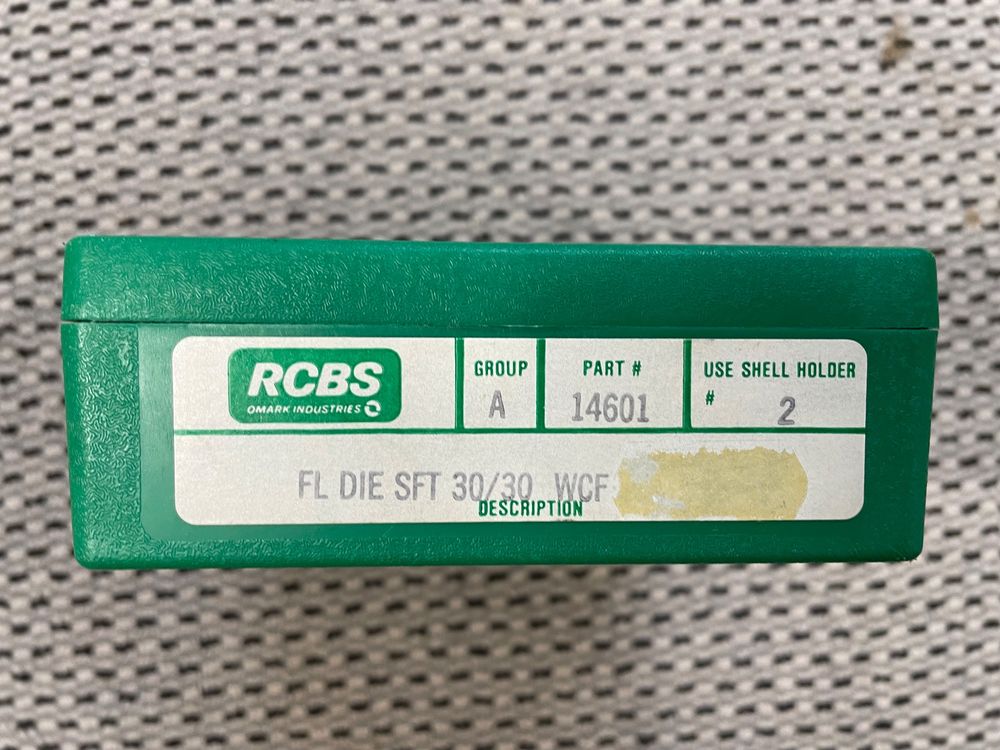 RCBS
OMARK INDUSTRIES
GROUP
A
PART #
14601
USE SHELL HOLDER
# 2
FL DIE SFT 30/30 WCF
DESCRIPTION